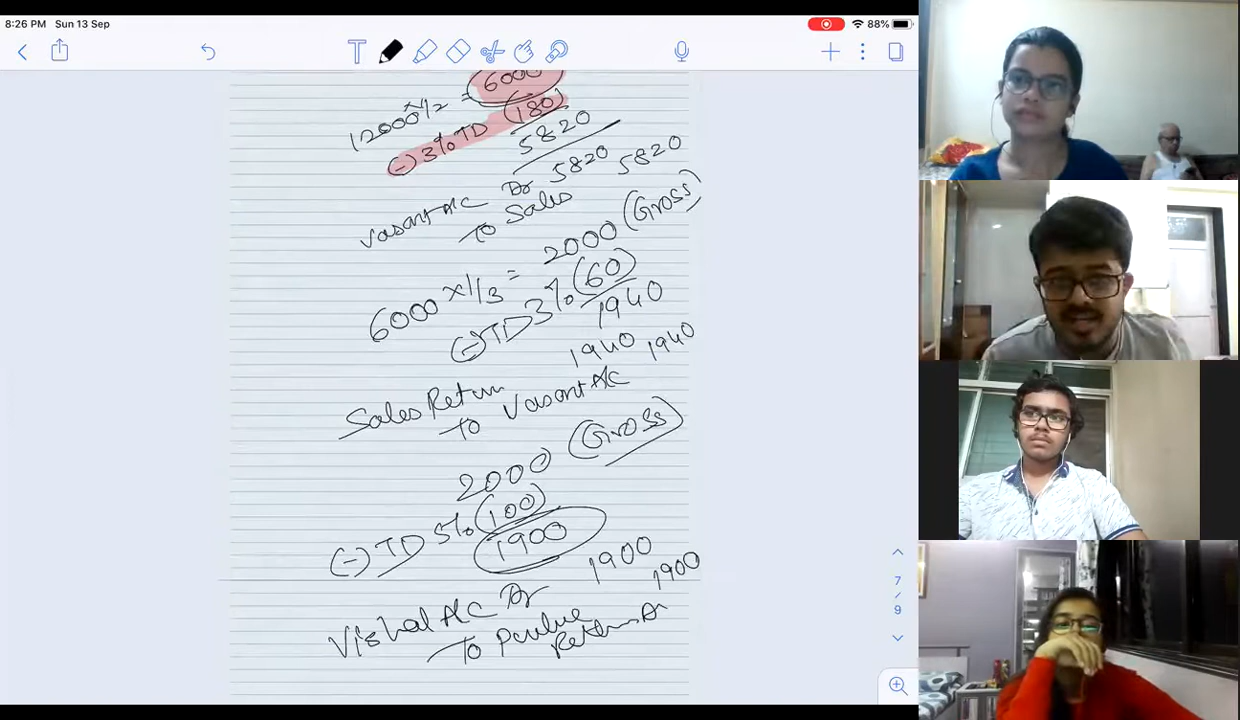 8:26 PM Sun 13 Sep
88%
T
12000 x 1/2 = 6000
(-) 3% TD (180)
5820
Vasant A/c Dr 5820 5820
To Sales
6000 x 1/3 = 2000 (Gross)
(-) TD 3% (60)
1940
1940 1940
Sales Return
To Vasant A/c
2000 (Gross)
(-) TD 5% (100)
1900
1900 1900
Vishal A/c Dr
To
7
/
9